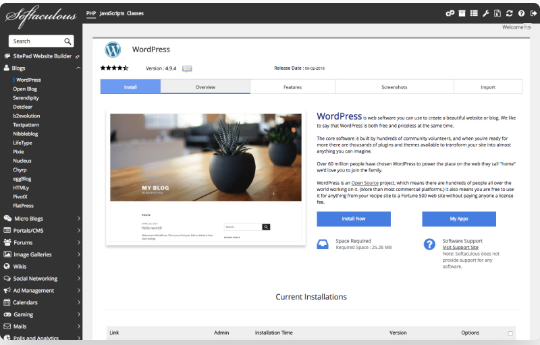 Softaculous
PHP JavaScripts Classes
Welcome
Search
SitePad Website Builder
Blogs
WordPress
Open Blog
Serendipity
Dotclear
b2evolution
Textpattern
Nibbleblog
LifeType
Pixie
Nucleus
Chyrp
eggBlog
HTMLy
PivotX
FlatPress
Micro Blogs
Portals/CMS
Forums
Image Galleries
Wikis
Social Networking
Ad Management
Calendars
Gaming
Mails
Polls and Analytics
WordPress
Version : 4.9.4
Release Date :
Install Overview Features Screenshots Import
MY BLOG
Search
WordPress is web software you can use to create a beautiful website or blog. We like
to say that WordPress is both free and priceless at the same time.
The core software is built by hundreds of community volunteers, and when you're ready for
more there are thousands of plugins and themes available to transform your site into almost
anything you can imagine.
Over 60 million people have chosen WordPress to power the place on the web they call "home"
we'd love you to join the family.
WordPress is an Open Source project, which means there are hundreds of people all over the
world working on it. (More than most commercial platforms.) It also means you are free to
use it for anything from your recipe site to a Fortune 500 web site without paying anyone a license
fee.
Install Now My Apps
Space Required
Required Space : 25.26 MB
Software Support
Visit Support Site
Note: Softaculous does not
provide support for any
software.
Current Installations
Link Admin Installation Time Version Options